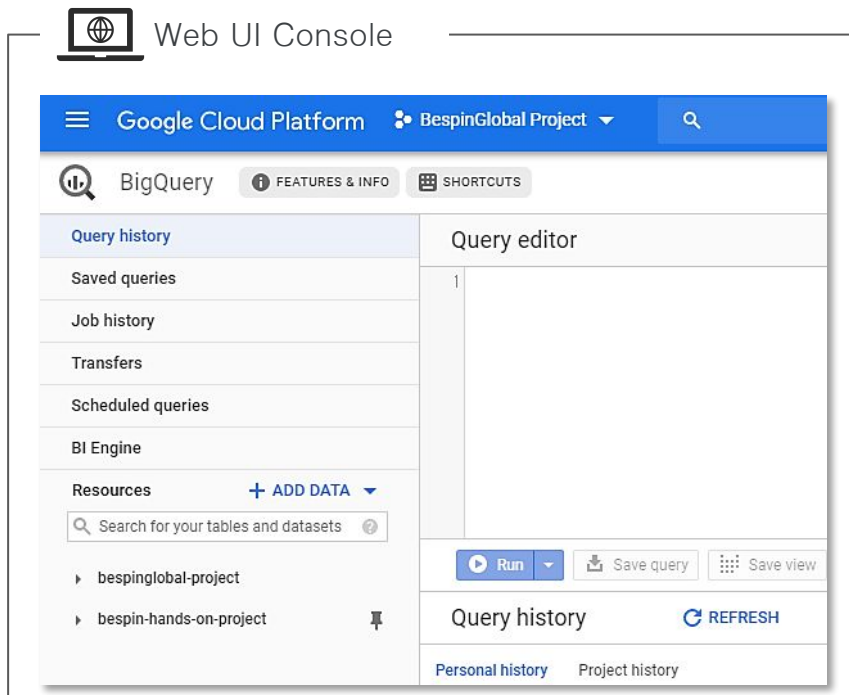 Web UI Console
Google Cloud Platform BespinGlobal Project
BigQuery FEATURES & INFO SHORTCUTS
Query history
Saved queries
Job history
Transfers
Scheduled queries
BI Engine
Resources + ADD DATA
Search for your tables and datasets ?
bespinglobal-project
bespin-hands-on-project
Query editor
1
Run Save query Save view
Query history REFRESH
Personal history Project history